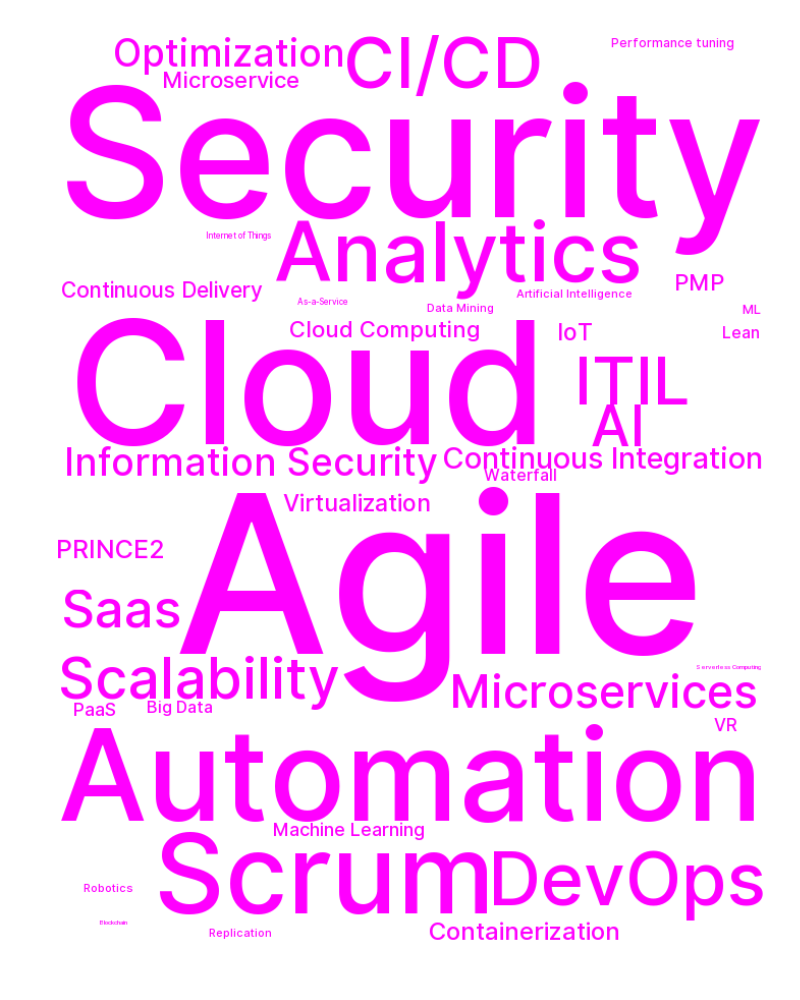 Optimization
CI/CD
Performance tuning
Microservice
Security
Internet of Things
Analytics
PMP
Continuous Delivery
As-a-Service
Artificial Intelligence
Data Mining
ML
Cloud Computing
IoT
Lean
Cloud
ITIL
AI
Information Security
Continuous Integration
Waterfall
Virtualization
Agile
PRINCE2
Saas
Scalability
Serverless Computing
Microservices
PaaS
Big Data
VR
Automation
Machine Learning
Scrum
DevOps
Robotics
Blockchain
Replication
Containerization